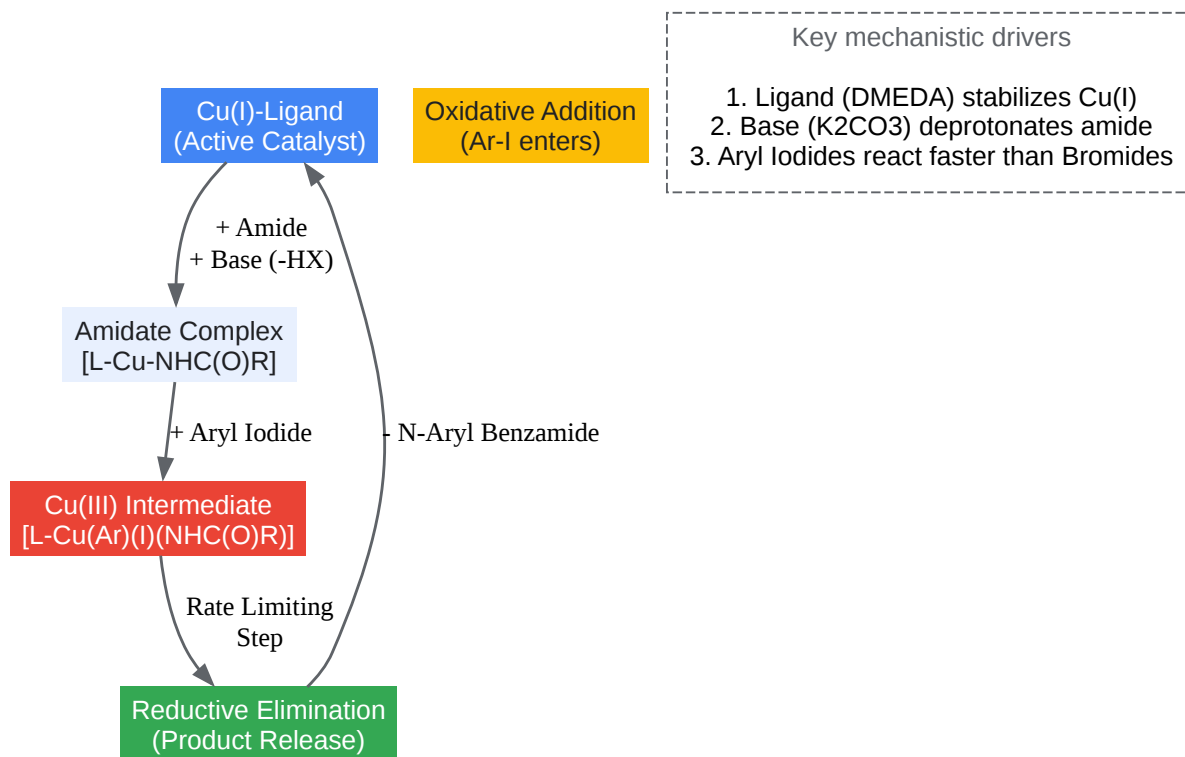 Key mechanistic drivers
1. Ligand (DMEDA) stabilizes Cu(I)
2. Base (K2CO3) deprotonates amide
3. Aryl Iodides react faster than Bromides
Cu(I)-Ligand
(Active Catalyst)
Oxidative Addition
(Ar-I enters)
+ Amide
+ Base (-HX)
Amidate Complex
[L-Cu-NHC(O)R]
+ Aryl Iodide
- N-Aryl Benzamide
Cu(III) Intermediate
[L-Cu(Ar)(I)(NHC(O)R)]
Rate Limiting
Step
Reductive Elimination
(Product Release)